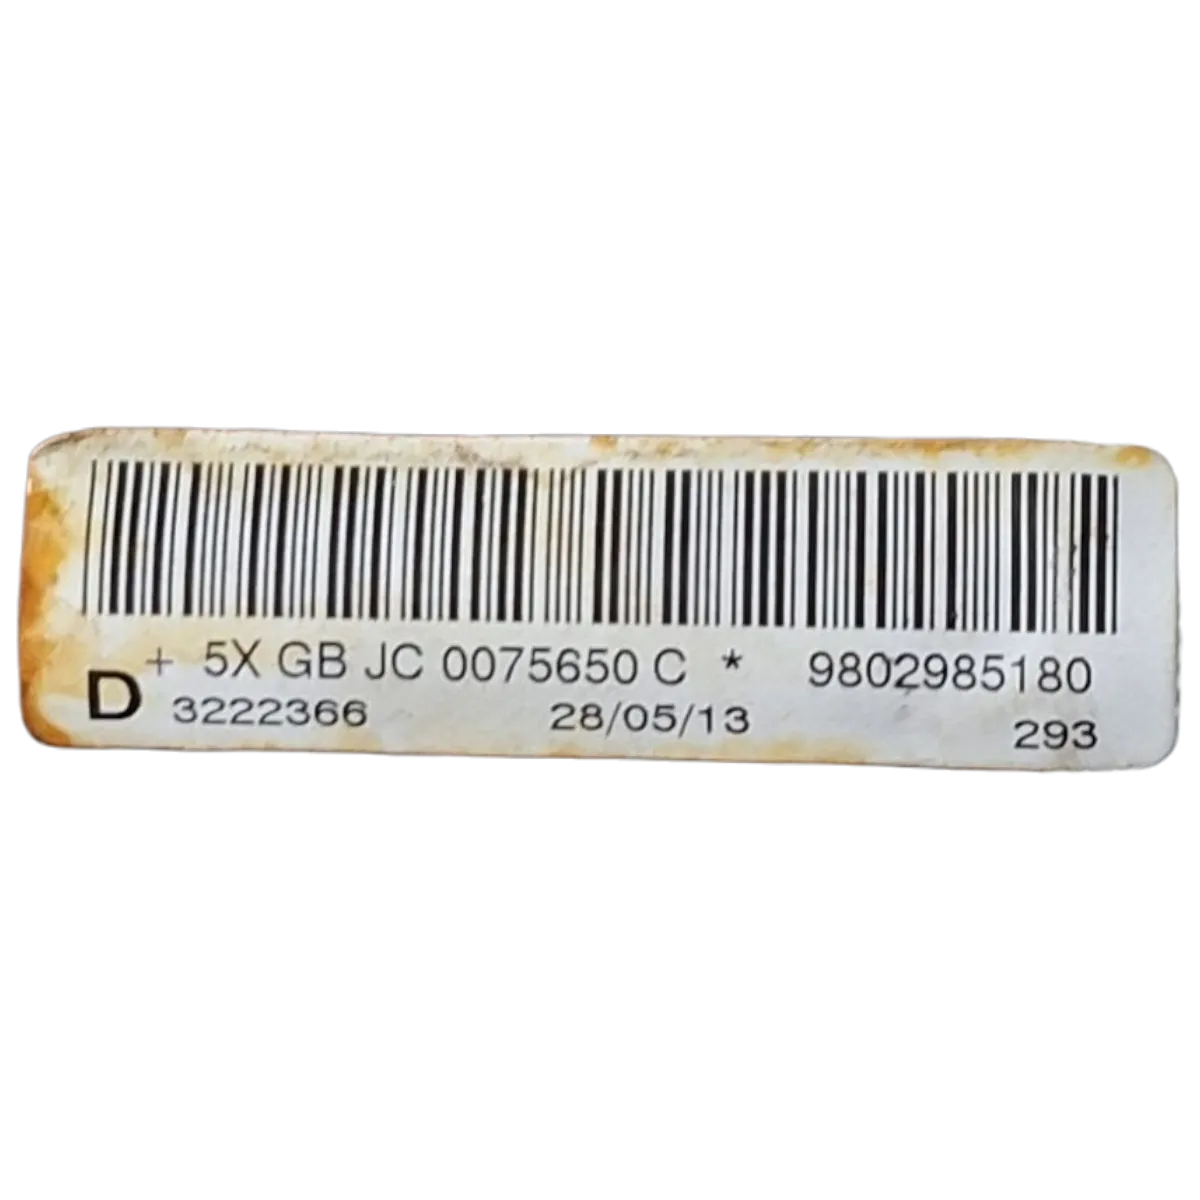 + 5X GB JC 0075650 C * 9802985180
D 3222366 28/05/13 293